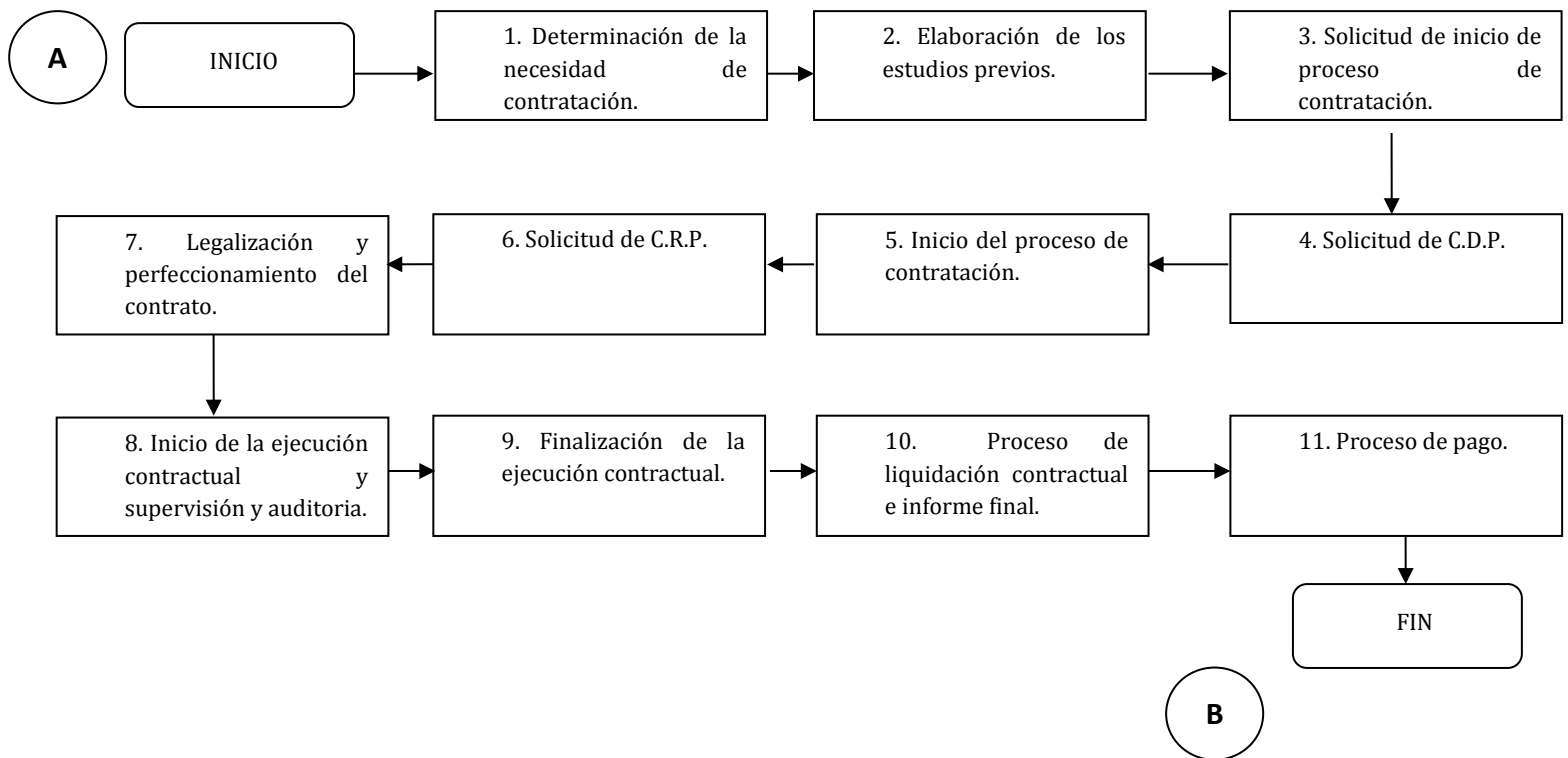 A
INICIO
1. Determinación de la
necesidad de
contratación.
2. Elaboración de los
estudios previos.
3. Solicitud de inicio de
proceso de
contratación.
4. Solicitud de C.D.P.
5. Inicio del proceso de
contratación.
6. Solicitud de C.R.P.
7. Legalización y
perfeccionamiento del
contrato.
8. Inicio de la ejecución
contractual y
supervisión y auditoria.
9. Finalización de la
ejecución contractual.
10. Proceso de
liquidación contractual
e informe final.
11. Proceso de pago.
FIN
B